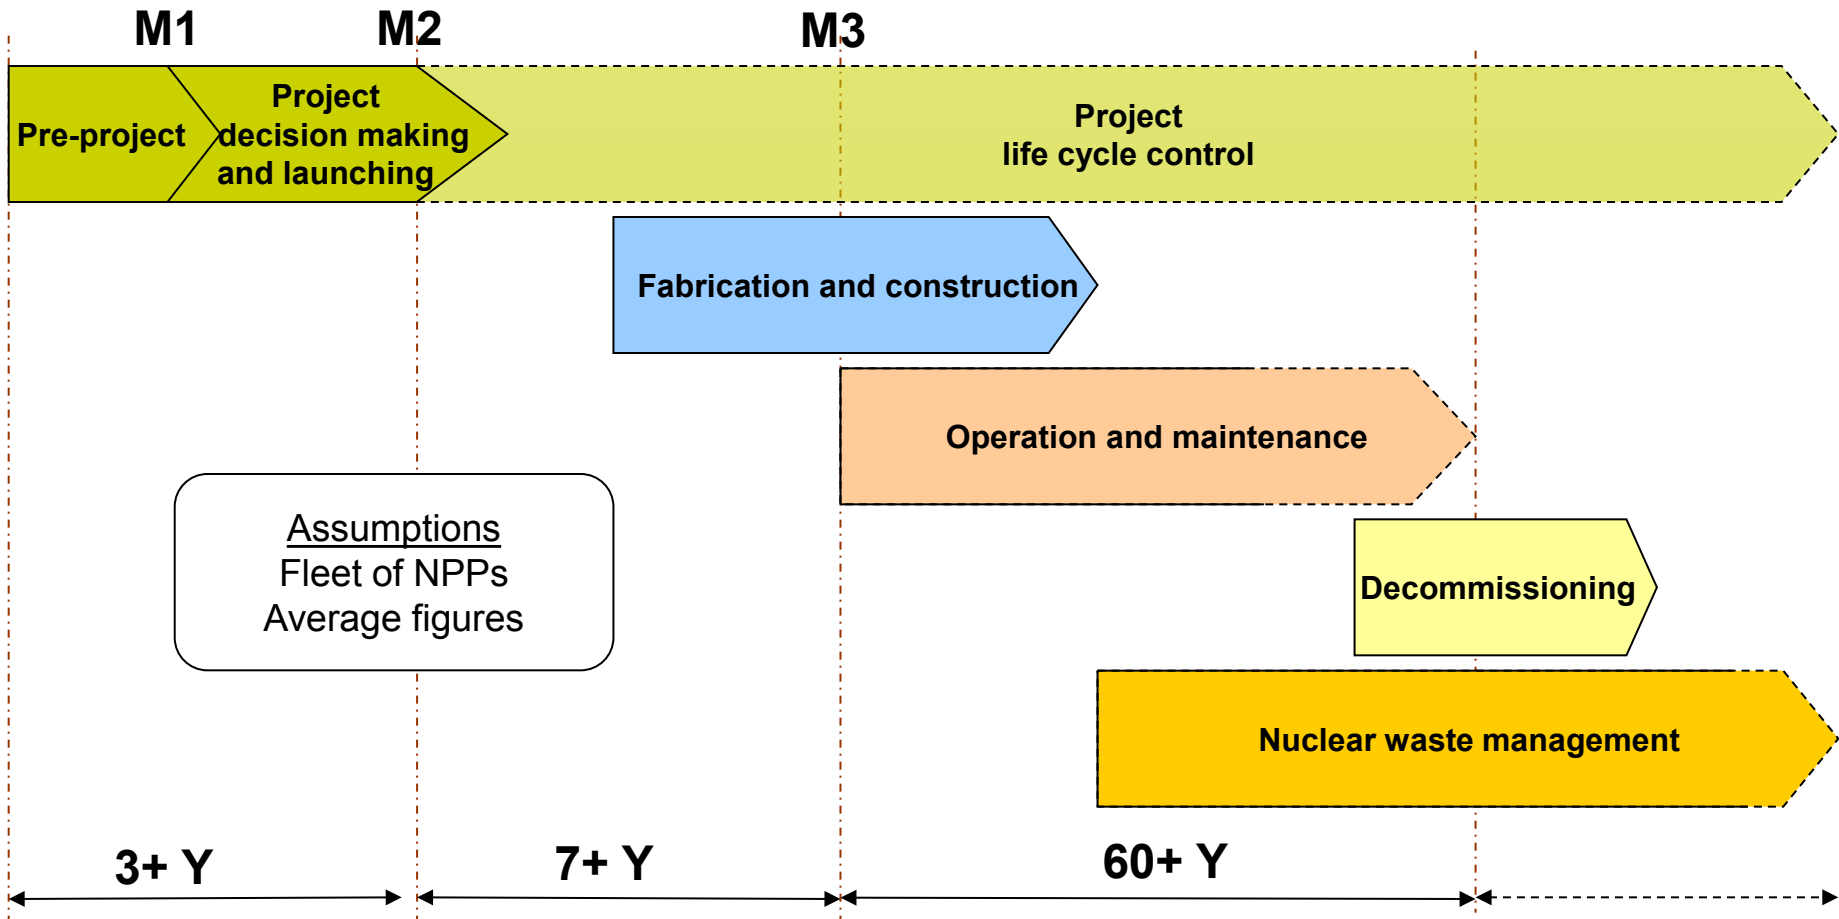 M1
M2
M3
Pre-project
Project
decision making
and launching
Project
life cycle control
Fabrication and construction
Operation and maintenance
Assumptions
Fleet of NPPs
Average figures
Decommissioning
Nuclear waste management
3+ Y
7+ Y
60+ Y